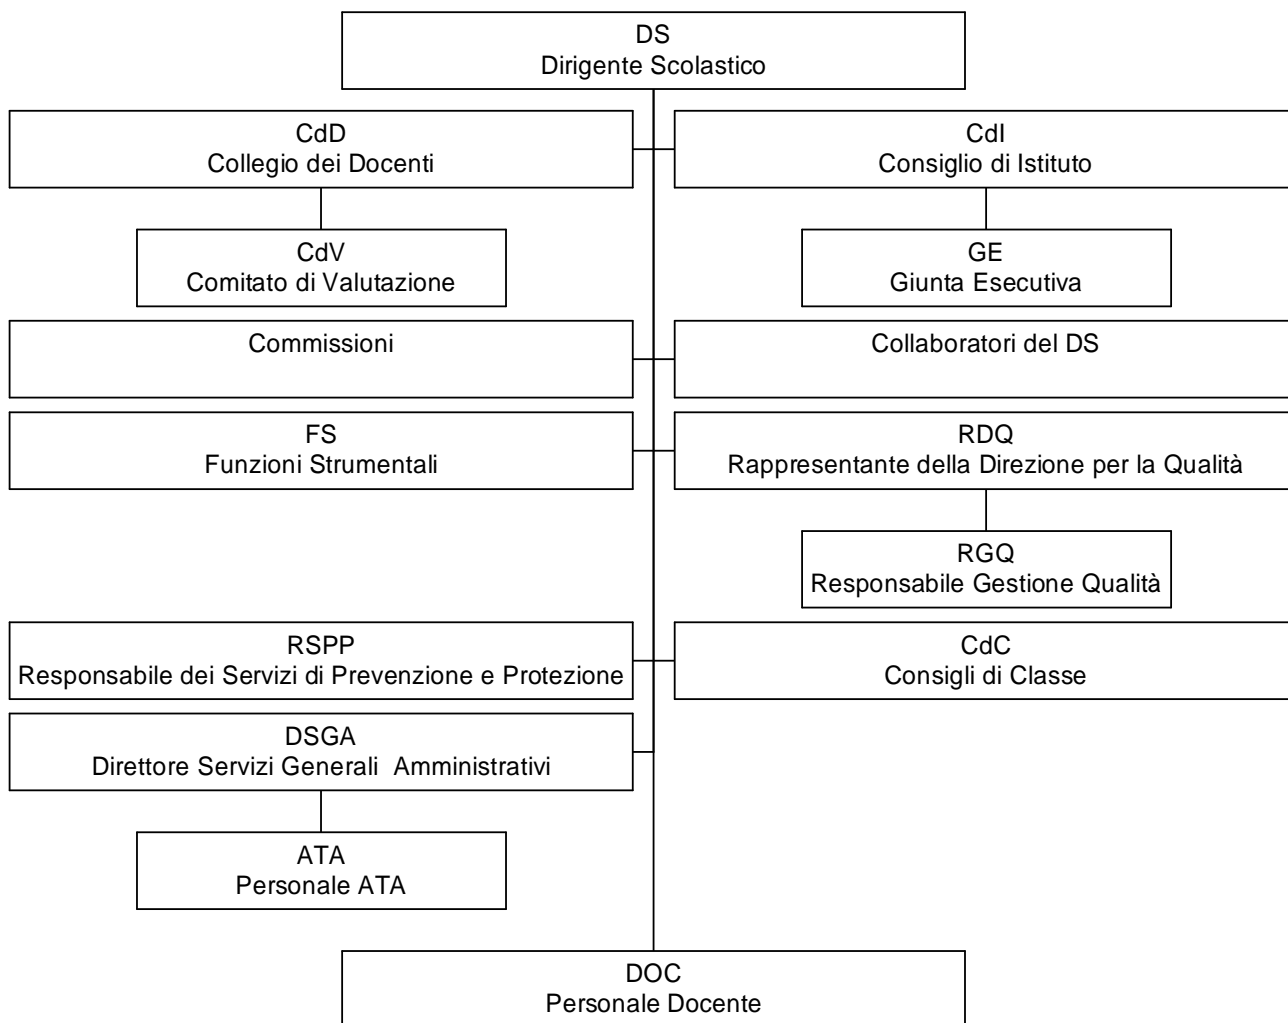 DS
Dirigente Scolastico
CdD
Collegio dei Docenti
CdI
Consiglio di Istituto
CdV
Comitato di Valutazione
GE
Giunta Esecutiva
Commissioni
Collaboratori del DS
FS
Funzioni Strumentali
RDQ
Rappresentante della Direzione per la Qualità
RGQ
Responsabile Gestione Qualità
RSPP
Responsabile dei Servizi di Prevenzione e Protezione
CdC
Consigli di Classe
DSGA
Direttore Servizi Generali  Amministrativi
ATA
Personale ATA
DOC
Personale Docente